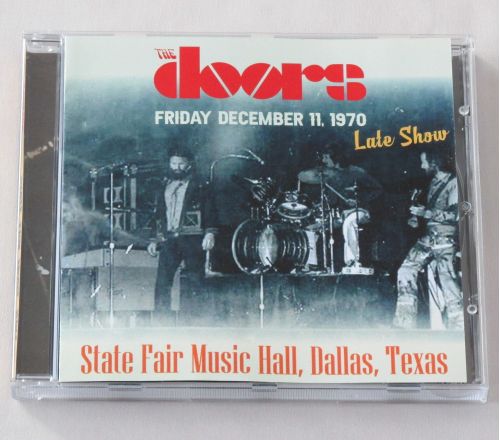 THE
doors
FRIDAY DECEMBER 11, 1970
Late Show
State Fair Music Hall, Dallas, Texas